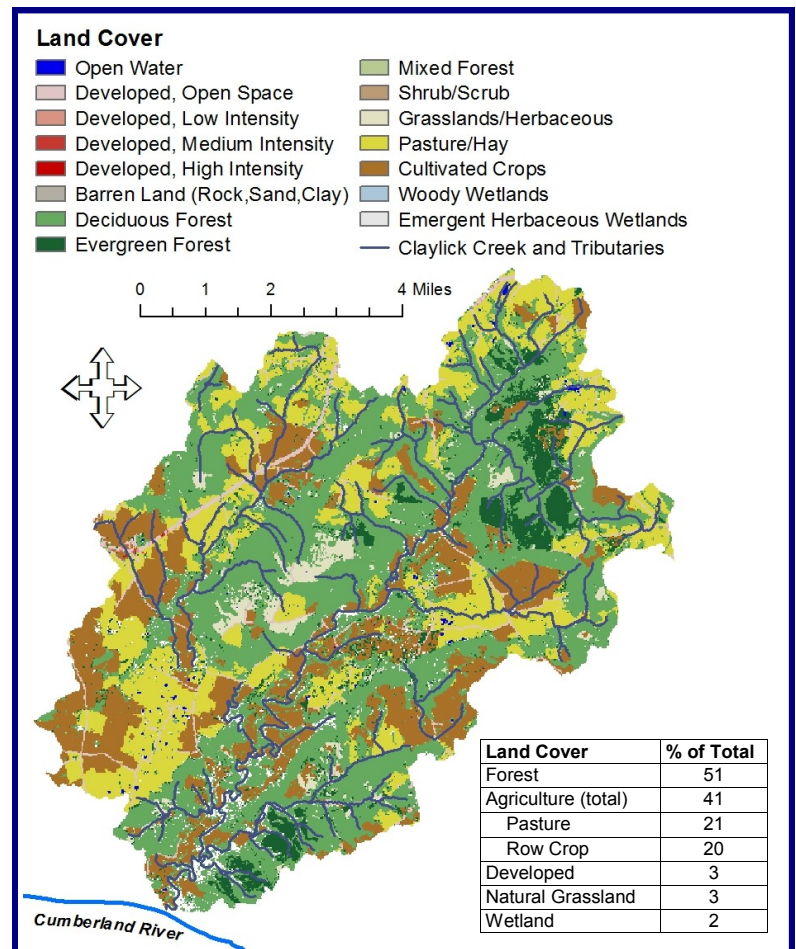 Land Cover
Open Water
Developed, Open Space
Developed, Low Intensity
Developed, Medium Intensity
Developed, High Intensity
Barren Land (Rock,Sand,Clay)
Deciduous Forest
Evergreen Forest
Mixed Forest
Shrub/Scrub
Grasslands/Herbaceous
Pasture/Hay
Cultivated Crops
Woody Wetlands
Emergent Herbaceous Wetlands
Claylick Creek and Tributaries
0 1 2 4 Miles
Land Cover % of Total
Forest 51
Agriculture (total) 41
Pasture 21
Row Crop 20
Developed 3
Natural Grassland 3
Wetland 2
Cumberland River